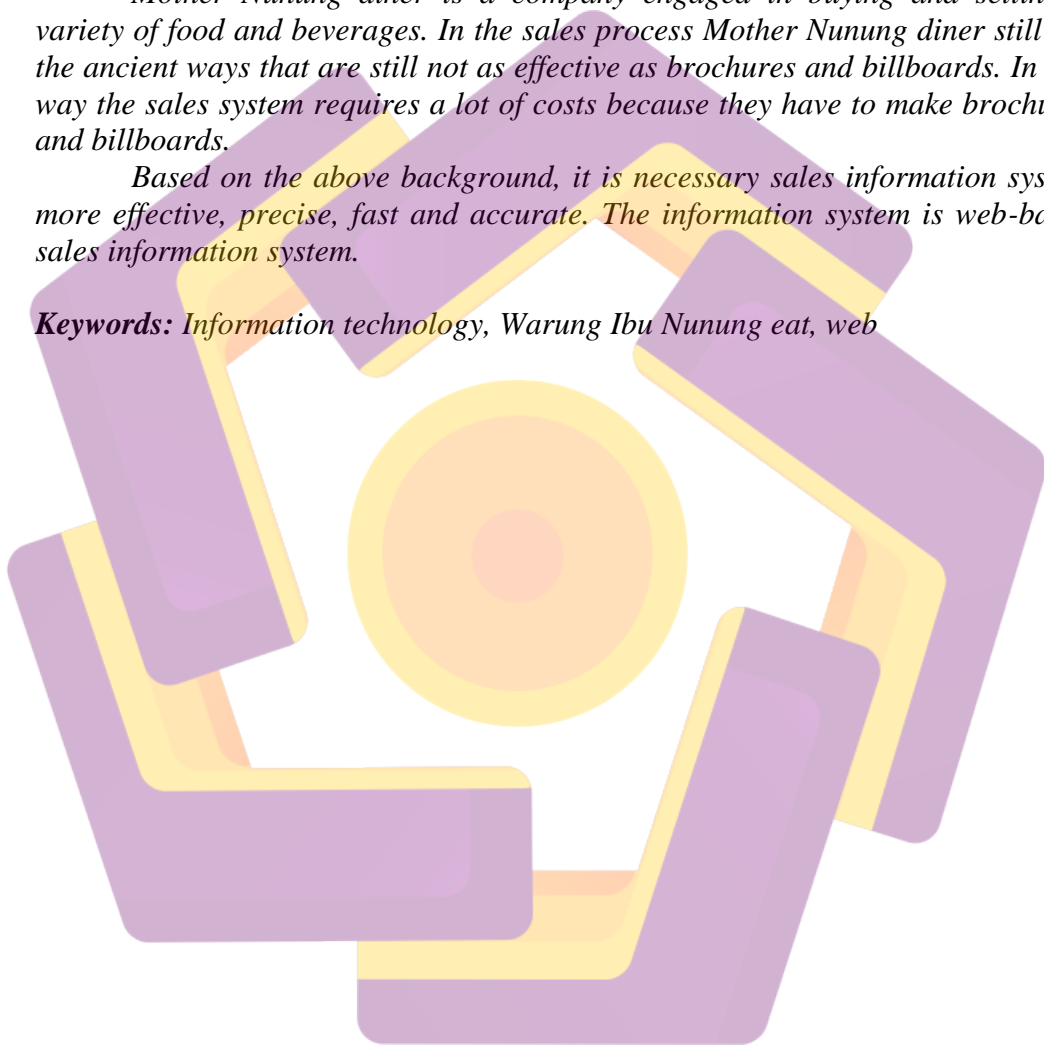 Mother Nunung diner is a company engaged in buying and selling
variety of food and beverages. In the sales process Mother Nunung diner still
the ancient ways that are still not as effective as brochures and billboards. In
way the sales system requires a lot of costs because they have to make
and billboards.
Based on the above background, it is necessary sales information
more effective, precise, fast and accurate. The information system is
sales information system.
Keywords: Information technology, Warung Ibu Nunung eat, web